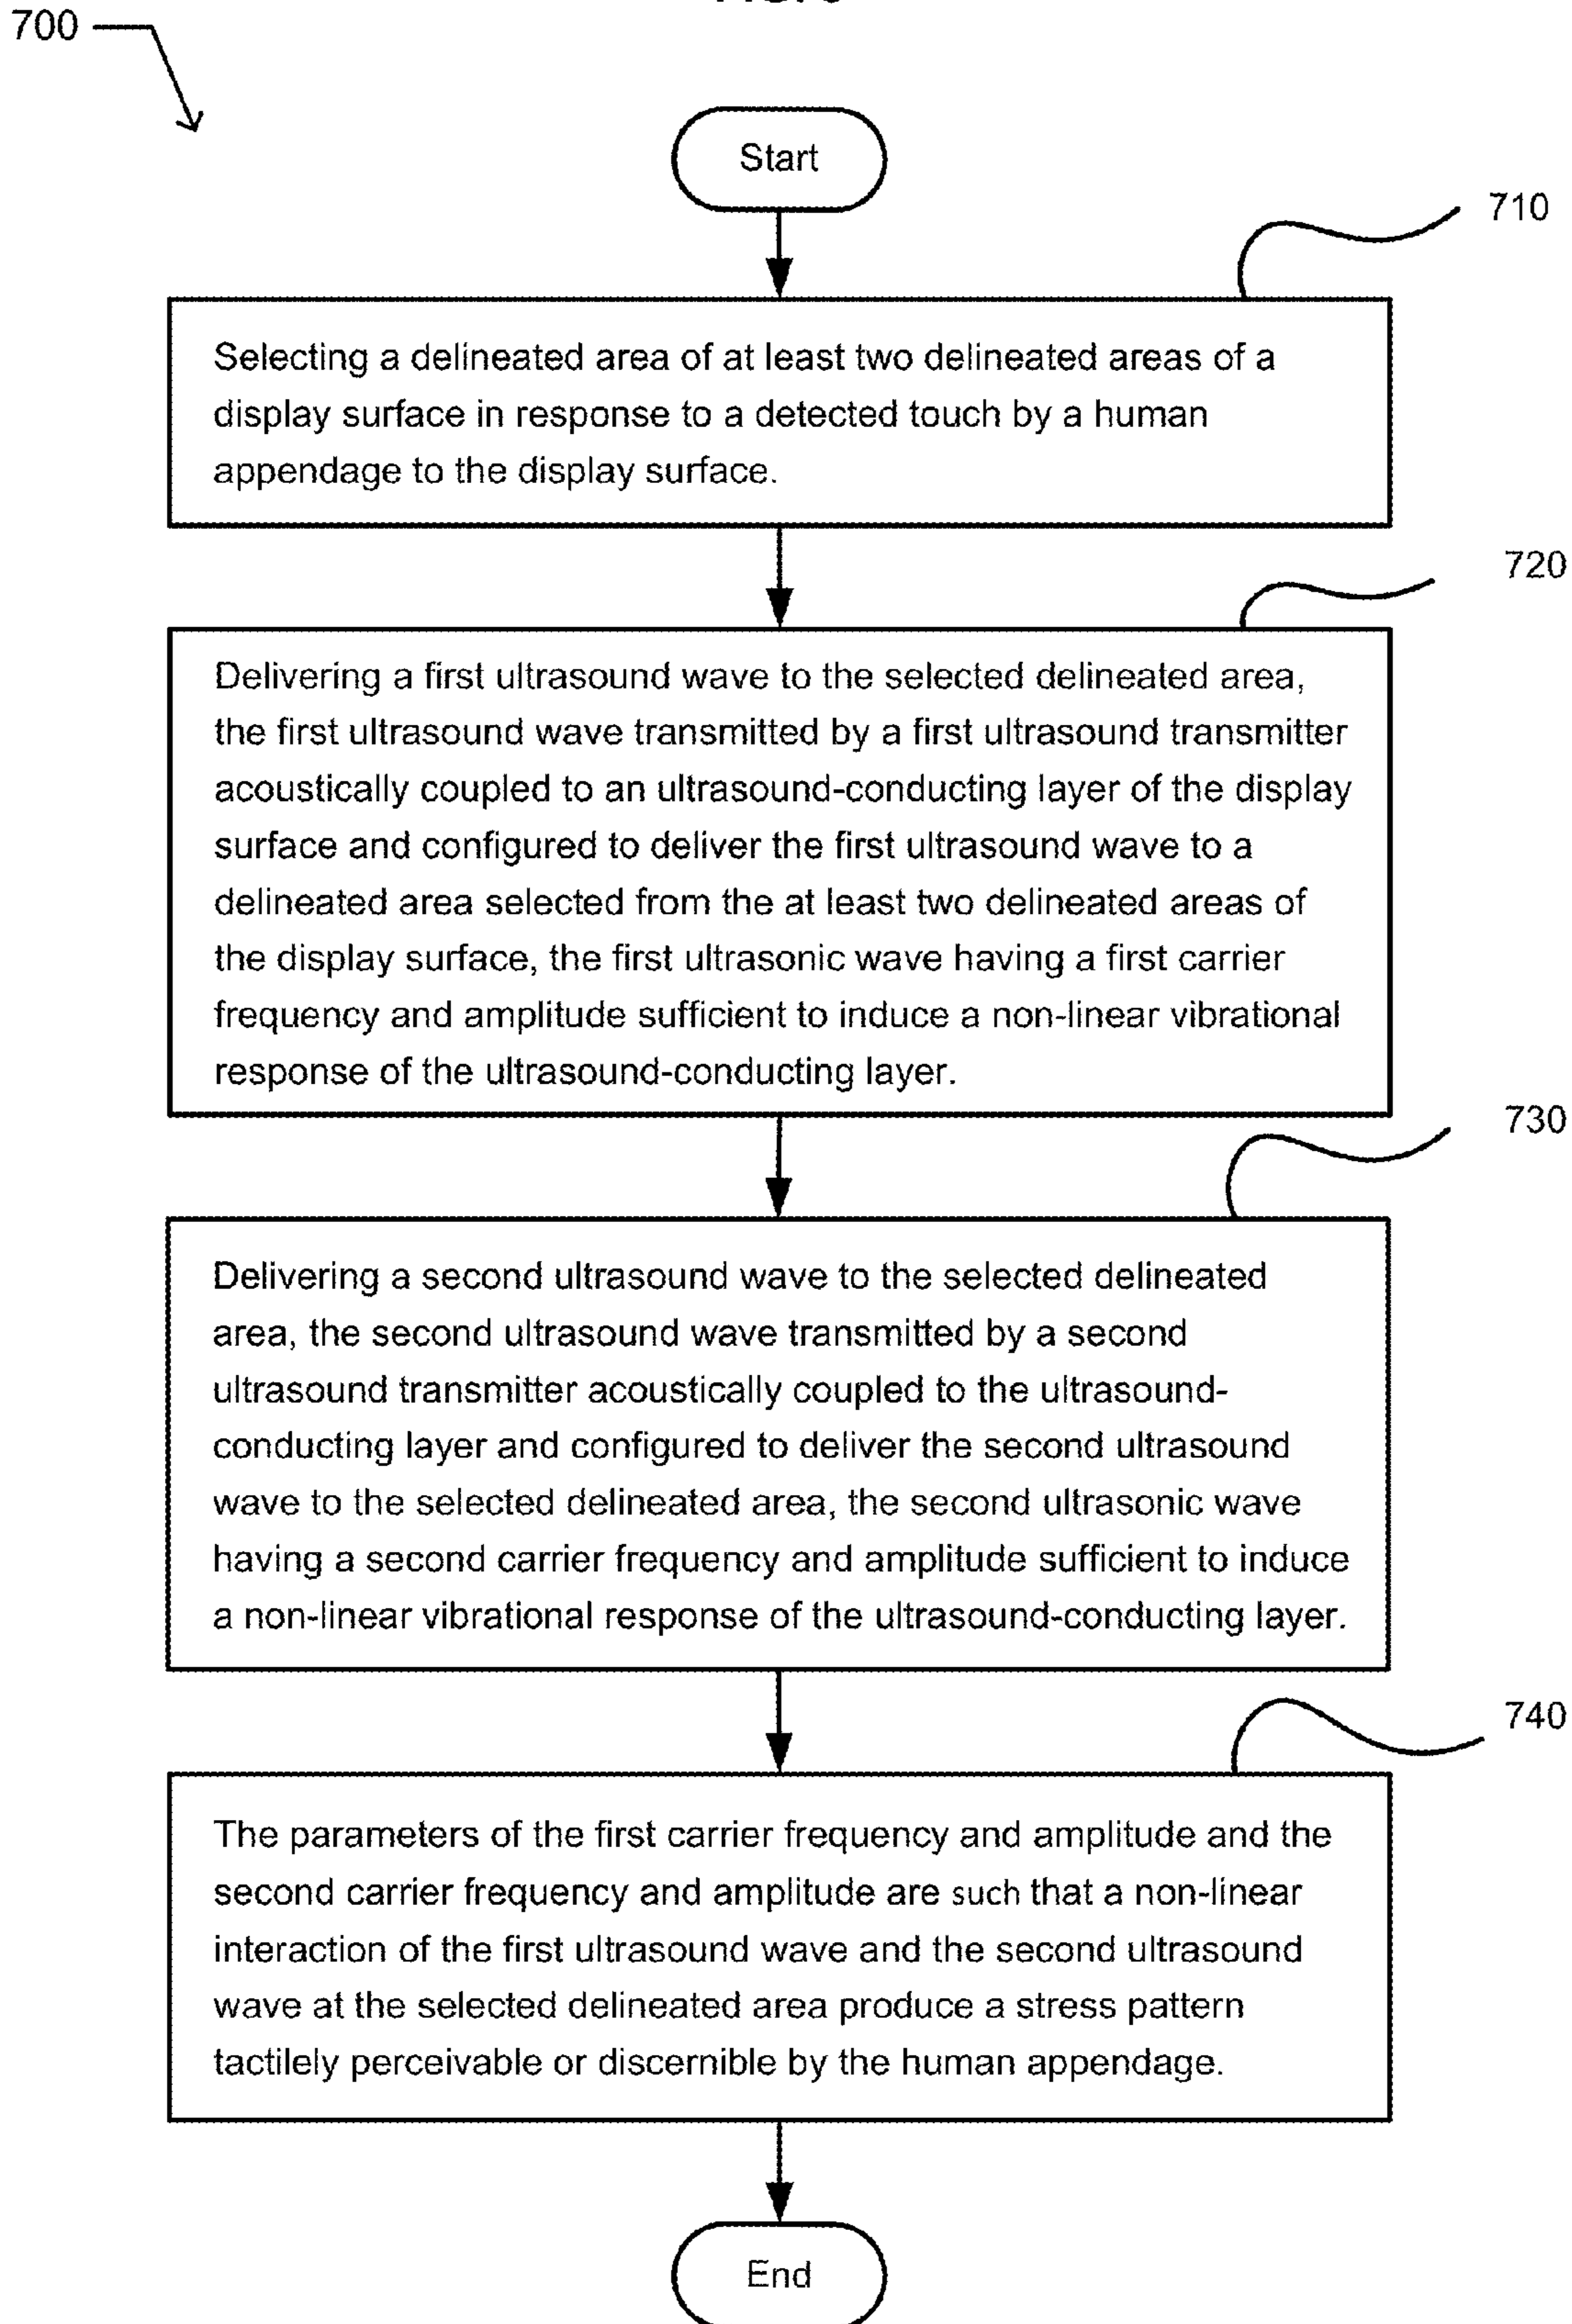 700
Start
710
Selecting a delineated area of at least two delineated areas of a
display surface in response to a detected touch by a human
appendage to the display surface.
720
Delivering a first ultrasound wave to the selected delineated area,
the first ultrasound wave transmitted by a first ultrasound transmitter
acoustically coupled to an ultrasound-conducting layer of the display
surface and configured to deliver the first ultrasound wave to a
delineated area selected from the at least two delineated areas of
the display surface, the first ultrasonic wave having a first carrier
frequency and amplitude sufficient to induce a non-linear vibrational
response of the ultrasound-conducting layer.
730
Delivering a second ultrasound wave to the selected delineated
area, the second ultrasound wave transmitted by a second
ultrasound transmitter acoustically coupled to the ultrasound-
conducting layer and configured to deliver the second ultrasound
wave to the selected delineated area, the second ultrasonic wave
having a second carrier frequency and amplitude sufficient to induce
a non-linear vibrational response of the ultrasound-conducting layer.
740
The parameters of the first carrier frequency and amplitude and the
second carrier frequency and amplitude are such that a non-linear
interaction of the first ultrasound wave and the second ultrasound
wave at the selected delineated area produce a stress pattern
tactilely perceivable or discernible by the human appendage.
End